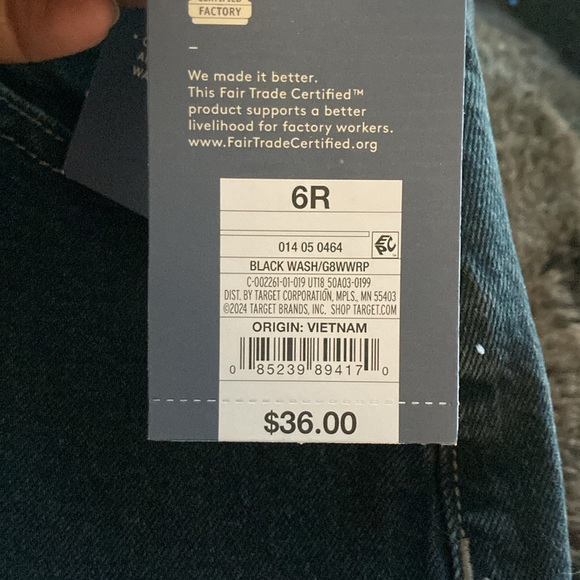 CERTIFIED
FACTORY
–
We made it better.
This Fair Trade Certified™
product supports a better
livelihood for factory workers.
www.FairTradeCertified.org
6R
014 05 0464
BLACK WASH/G8WWRP
C-002261-01-019 UT18 50A03-0199
DIST. BY TARGET CORPORATION, MPLS., MN 55403
©2024 TARGET BRANDS, INC. SHOP TARGET.COM
ORIGIN: VIETNAM
0 85239 89417 0
$36.00